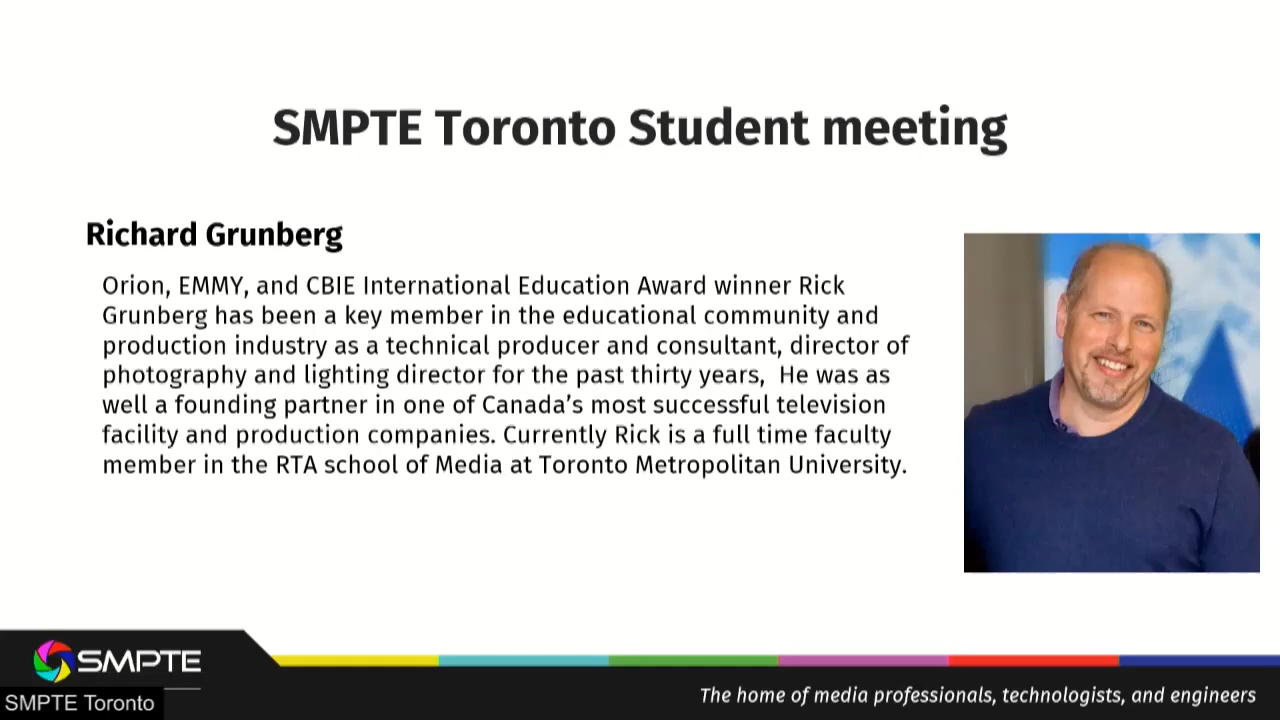 SMPTE Toronto Student meeting
Richard Grunberg
Orion, EMMY, and CBIE International Education Award winner Rick
Grunberg has been a key member in the educational community and
production industry as a technical producer and consultant, director of
photography and lighting director for the past thirty years,  He was as
well a founding partner in one of Canada’s most successful television
facility and production companies. Currently Rick is a full time faculty
member in the RTA school of Media at Toronto Metropolitan University.
SMPTE
SMPTE Toronto
The home of media professionals, technologists, and engineers